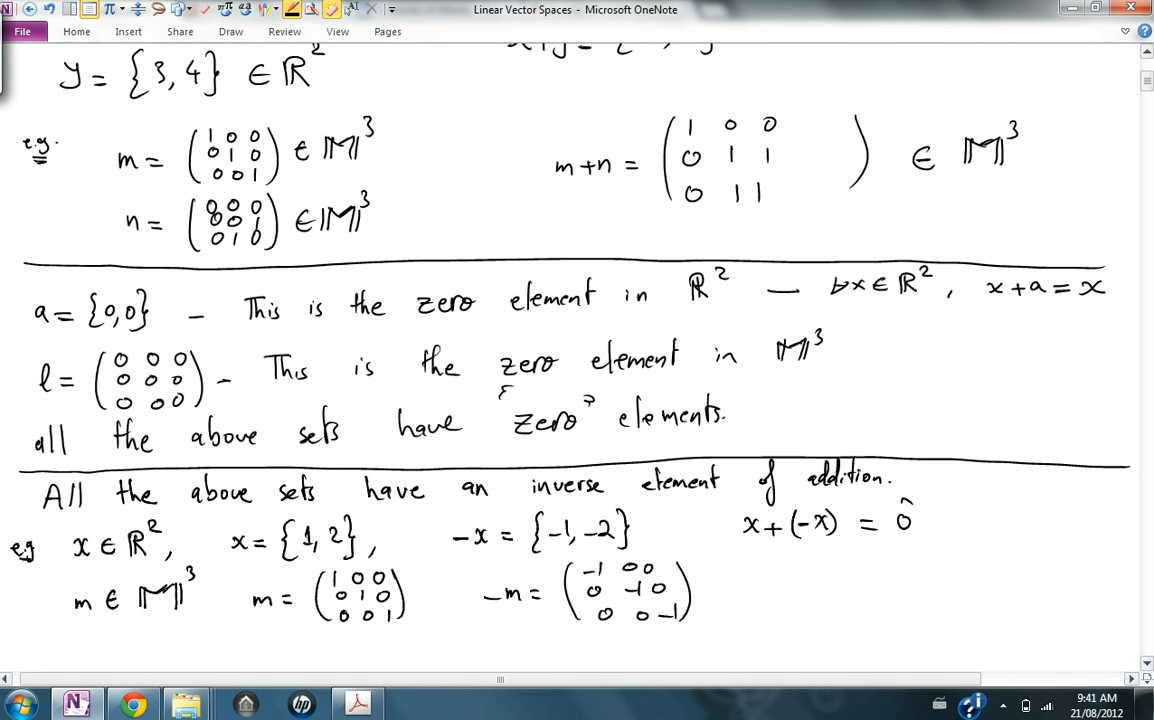 Linear Vector Spaces - Microsoft OneNote
File Home Insert Share Draw Review View Pages
y = {3, 4} ∈ ℝ²
e.g. m = (1 0 0
0 1 0
0 0 1) ∈ 𝕄³
m+n = (1 0 0
0 1 1
0 1 1) ∈ 𝕄³
n = (0 0 0
0 0 1
0 1 0) ∈ 𝕄³
a = {0,0} - This is the zero element in ℝ² — ∀x ∈ ℝ², x + a = x
l = (0 0 0
0 0 0
0 0 0) - This is the zero element in 𝕄³
all the above sets have "zero" elements.
All the above sets have an inverse element of addition.
e.g x ∈ ℝ², x = {1, 2}, -x = {-1, -2} x + (-x) = 0̂
m ∈ 𝕄³ m = (1 0 0
0 1 0
0 0 1) -m = (-1 0 0
0 -1 0
0 0 -1)
9:41 AM
21/08/2012